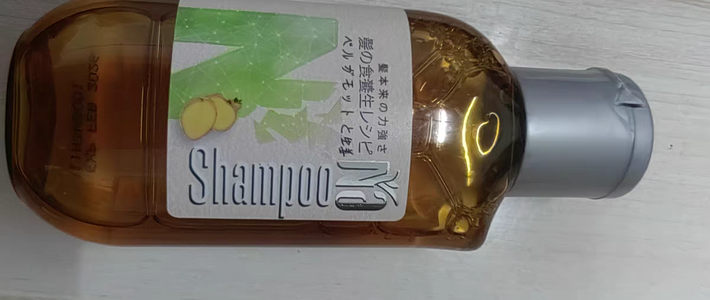 髪本来の力強さ
髪の食養生レシピ
ベルガモットと生姜
Shampoo